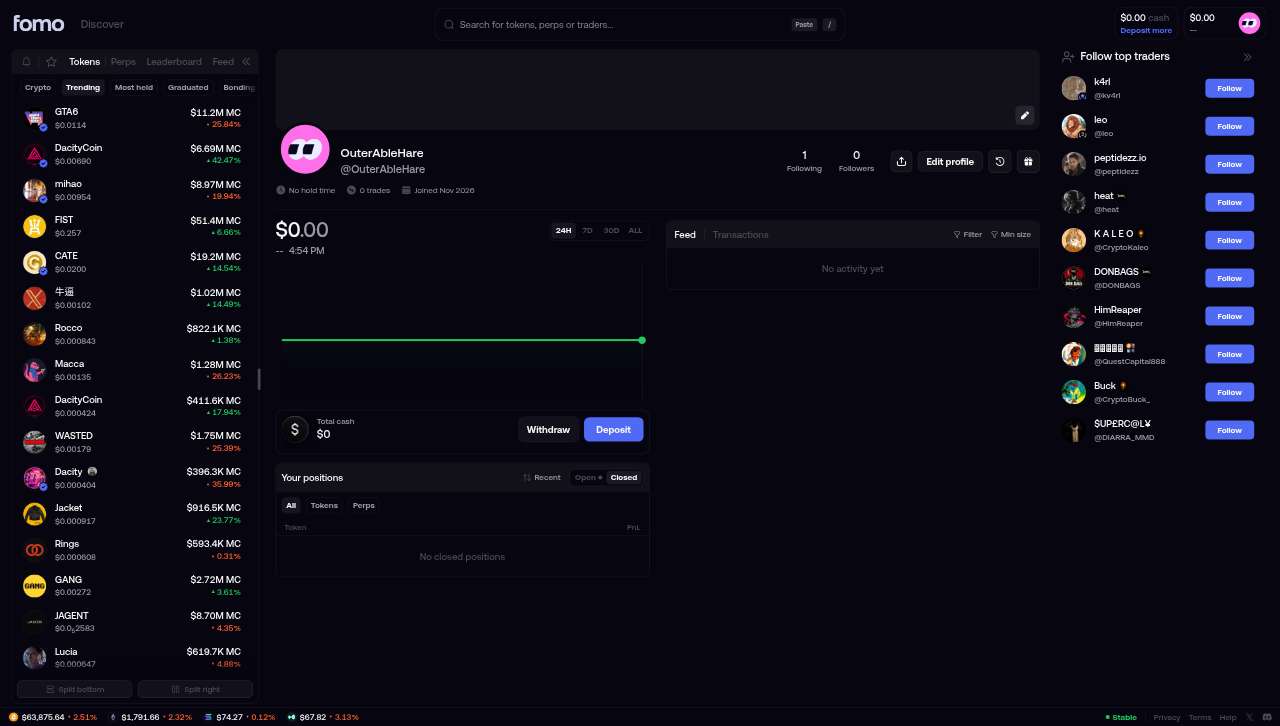 fomo
Discover
Search for tokens, perps or traders...
Paste
/
$0.00 cash
Deposit more
$0.00
—
Tokens Perps Leaderboard Feed
Crypto Trending Most held Graduated Bonding
GTA6 $11.2M MC
$0.0114 25.84%
DacityCoin $6.69M MC
$0.00690 42.47%
mihao $8.97M MC
$0.00954 19.94%
FIST $51.4M MC
$0.257 6.66%
CATE $19.2M MC
$0.0200 14.54%
牛逼 $1.02M MC
$0.00102 14.49%
Rocco $822.1K MC
$0.000843 1.38%
Macca $1.28M MC
$0.00135 26.23%
DacityCoin $411.6K MC
$0.000424 17.94%
WASTED $1.75M MC
$0.00179 25.39%
Dacity $396.3K MC
$0.000404 35.99%
Jacket $916.5K MC
$0.000917 23.77%
Rings $593.4K MC
$0.000608 0.31%
GANG $2.72M MC
$0.00272 3.61%
JAGENT $8.70M MC
$0.0₅2583 4.35%
Lucia $619.7K MC
$0.000647 4.86%
Split bottom Split right
OuterAbleHare
@OuterAbleHare
No hold time 0 trades Joined Nov 2026
1 Following
0 Followers
Edit profile
$0.00
-- 4:54 PM
24H 7D 30D ALL
Total cash
$0
Withdraw Deposit
Your positions
Recent Open Closed
All Tokens Perps
Token PnL
No closed positions
Feed Transactions Filter Min size
No activity yet
Follow top traders
k4rl
@kv4rl
Follow
leo
@leo
Follow
peptidezz.io
@peptidezz
Follow
heat
@heat
Follow
K A L E O
@CryptoKaleo
Follow
DONBAGS
@DONBAGS
Follow
HimReaper
@HimReaper
Follow
@QuestCapital888
Follow
Buck
@CryptoBuck_
Follow
$UP£RC@L¥
@DIARRA_MMD
Follow
$63,875.64 2.51% $1,791.66 2.32% $74.27 0.12% $67.82 3.13%
Stable Privacy Terms Help